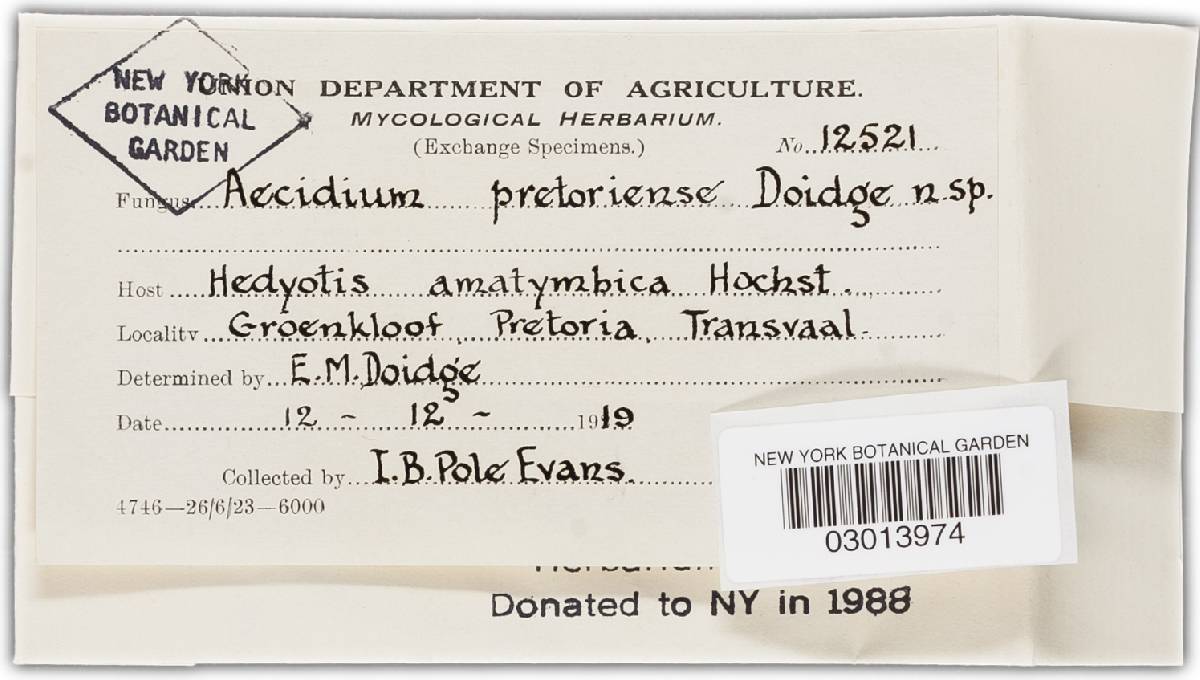 NEW YORK
BOTANICAL
GARDEN
UNION DEPARTMENT OF AGRICULTURE.
MYCOLOGICAL HERBARIUM.
(Exchange Specimens.) No. 12521
Fungus Aecidium pretoriense Doidge n.sp.
Host Hedyotis amatymbica Hochst.
Locality Groenkloof, Pretoria, Transvaal.
Determined by E.M.Doidge
Date 12 - 12 - 1919
Collected by I.B.Pole Evans.
4746—26/6/23—6000
NEW YORK BOTANICAL GARDEN
03013974
Donated to NY in 1988